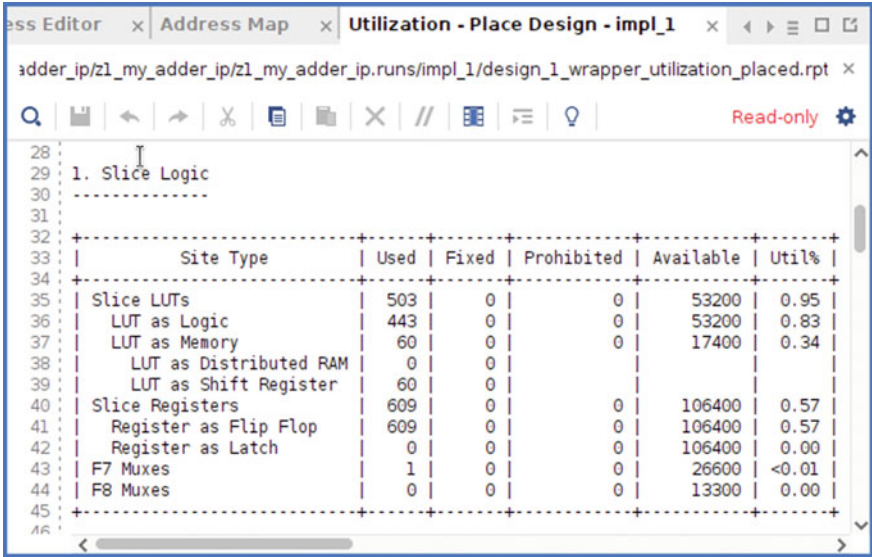 ess Editor × Address Map × Utilization - Place Design - impl_1 ×
adder_ip/z1_my_adder_ip/z1_my_adder_ip.runs/impl_1/design_1_wrapper_utilization_placed.rpt ×
Read-only
28
29 1. Slice Logic
30 --------------
31
32 +----------------------------+------+-------+------------+-----------+-------+
33 |          Site Type         | Used | Fixed | Prohibited | Available | Util% |
34 +----------------------------+------+-------+------------+-----------+-------+
35 | Slice LUTs                 |  503 |     0 |          0 |     53200 |  0.95 |
36 |   LUT as Logic             |  443 |     0 |          0 |     53200 |  0.83 |
37 |   LUT as Memory            |   60 |     0 |          0 |     17400 |  0.34 |
38 |     LUT as Distributed RAM |    0 |     0 |            |           |       |
39 |     LUT as Shift Register  |   60 |     0 |            |           |       |
40 | Slice Registers            |  609 |     0 |          0 |    106400 |  0.57 |
41 |   Register as Flip Flop    |  609 |     0 |          0 |    106400 |  0.57 |
42 |   Register as Latch        |    0 |     0 |          0 |    106400 |  0.00 |
43 | F7 Muxes                   |    1 |     0 |          0 |     26600 | <0.01 |
44 | F8 Muxes                   |    0 |     0 |          0 |     13300 |  0.00 |
45 +----------------------------+------+-------+------------+-----------+-------+
46